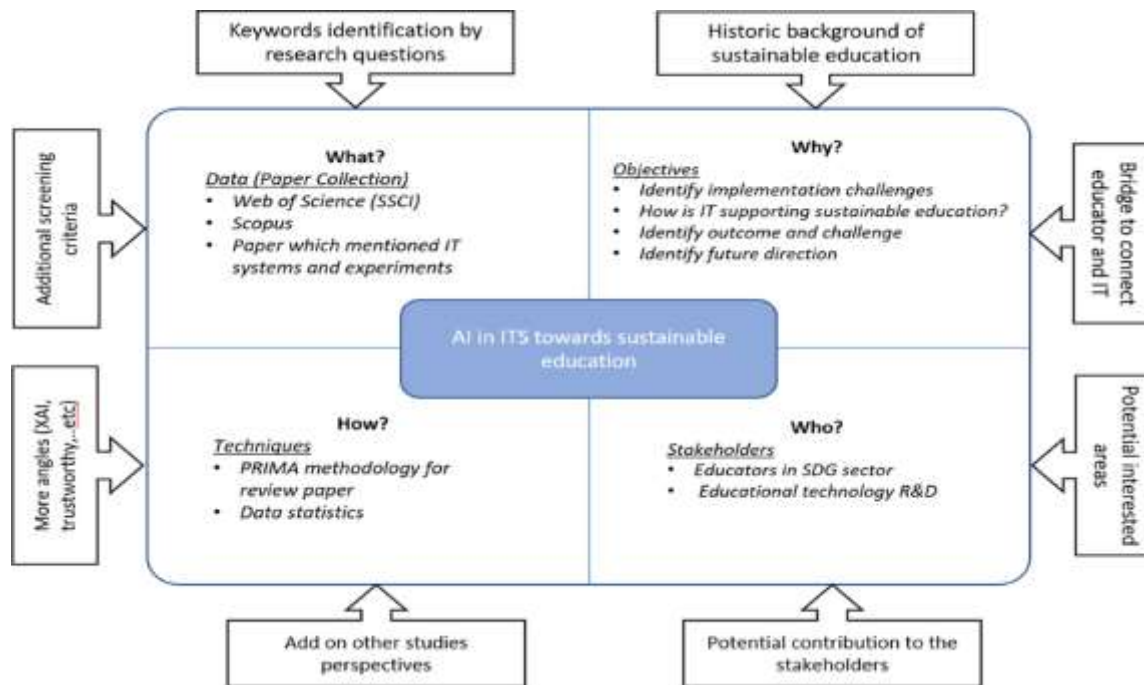 Keywords identification by
research questions
Historic background of
sustainable education
Additional screening
criteria
What?
Data (Paper Collection)
• Web of Science (SSCI)
• Scopus
• Paper which mentioned IT
systems and experiments
Why?
Objectives
• Identify implementation challenges
• How is IT supporting sustainable education?
• Identify outcome and challenge
• Identify future direction
Bridge to connect
educator and IT
AI in ITS towards sustainable
education
More angles (XAI,
trustworthy,..etc)
How?
Techniques
• PRIMA methodology for
review paper
• Data statistics
Who?
Stakeholders
• Educators in SDG sector
• Educational technology R&D
Potential interested
areas
Add on other studies
perspectives
Potential contribution to the
stakeholders